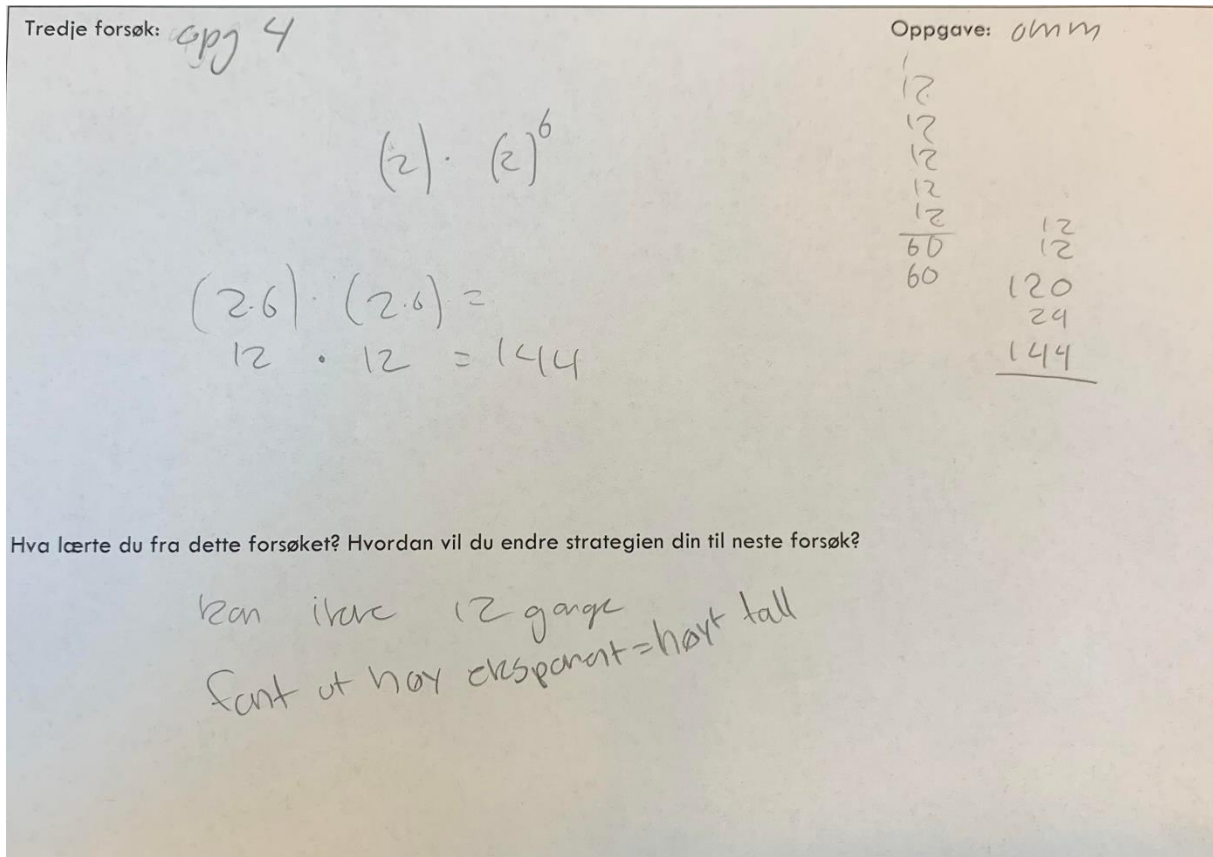 Tredje forsøk: opg 4
Oppgave: omm
(2) · (2)⁶
(2·6) · (2·6) =
12 · 12 = 144
12
12
12
12
12
60
60
12
12
120
24
144
Hva lærte du fra dette forsøket? Hvordan vil du endre strategien din til neste forsøk?
kan ikke 12 gange
fant ut høy eksponent = høyt tall